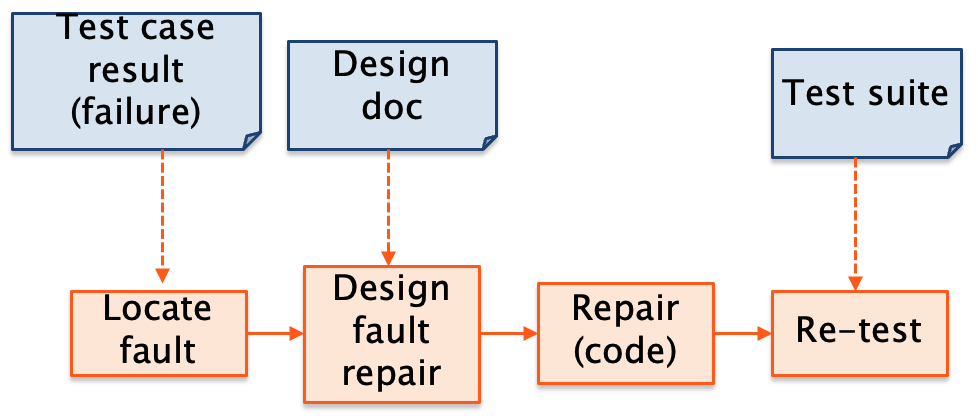 Test case
result
(failure)
Design
doc
Test suite
Locate
fault
Design
fault
repair
Repair
(code)
Re-test